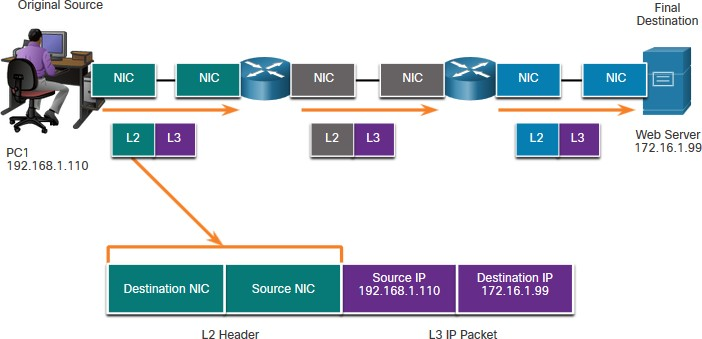 Original Source
Final
Destination
NIC
NIC
NIC
NIC
NIC
NIC
L2
L3
L2
L3
L2
L3
PC1
192.168.1.110
Web Server
172.16.1.99
Destination NIC
Source NIC
Source IP
192.168.1.110
Destination IP
172.16.1.99
L2 Header
L3 IP Packet